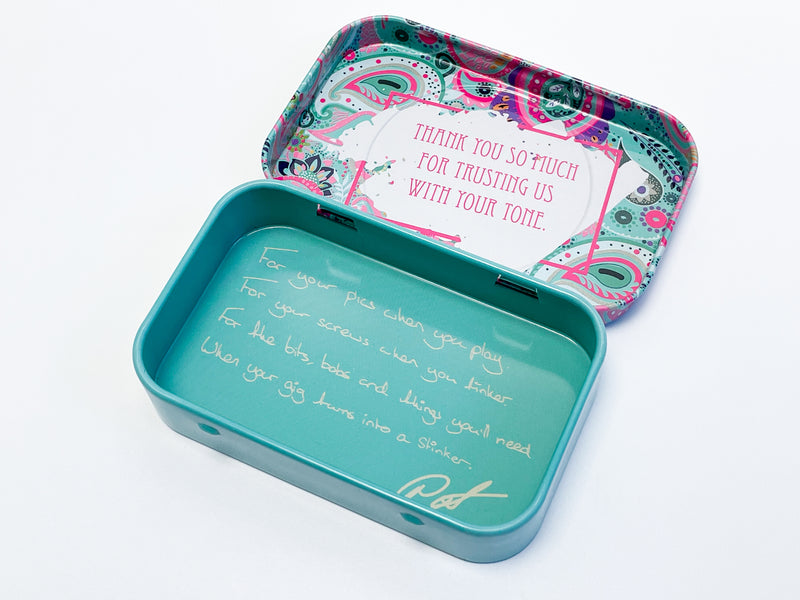 THANK YOU SO MUCH
FOR TRUSTING US
WITH YOUR TONE.
For your pics when you play.
For your screws when you tinker.
For the bits, bobs and things you'll need
When your gig turns into a stinker.